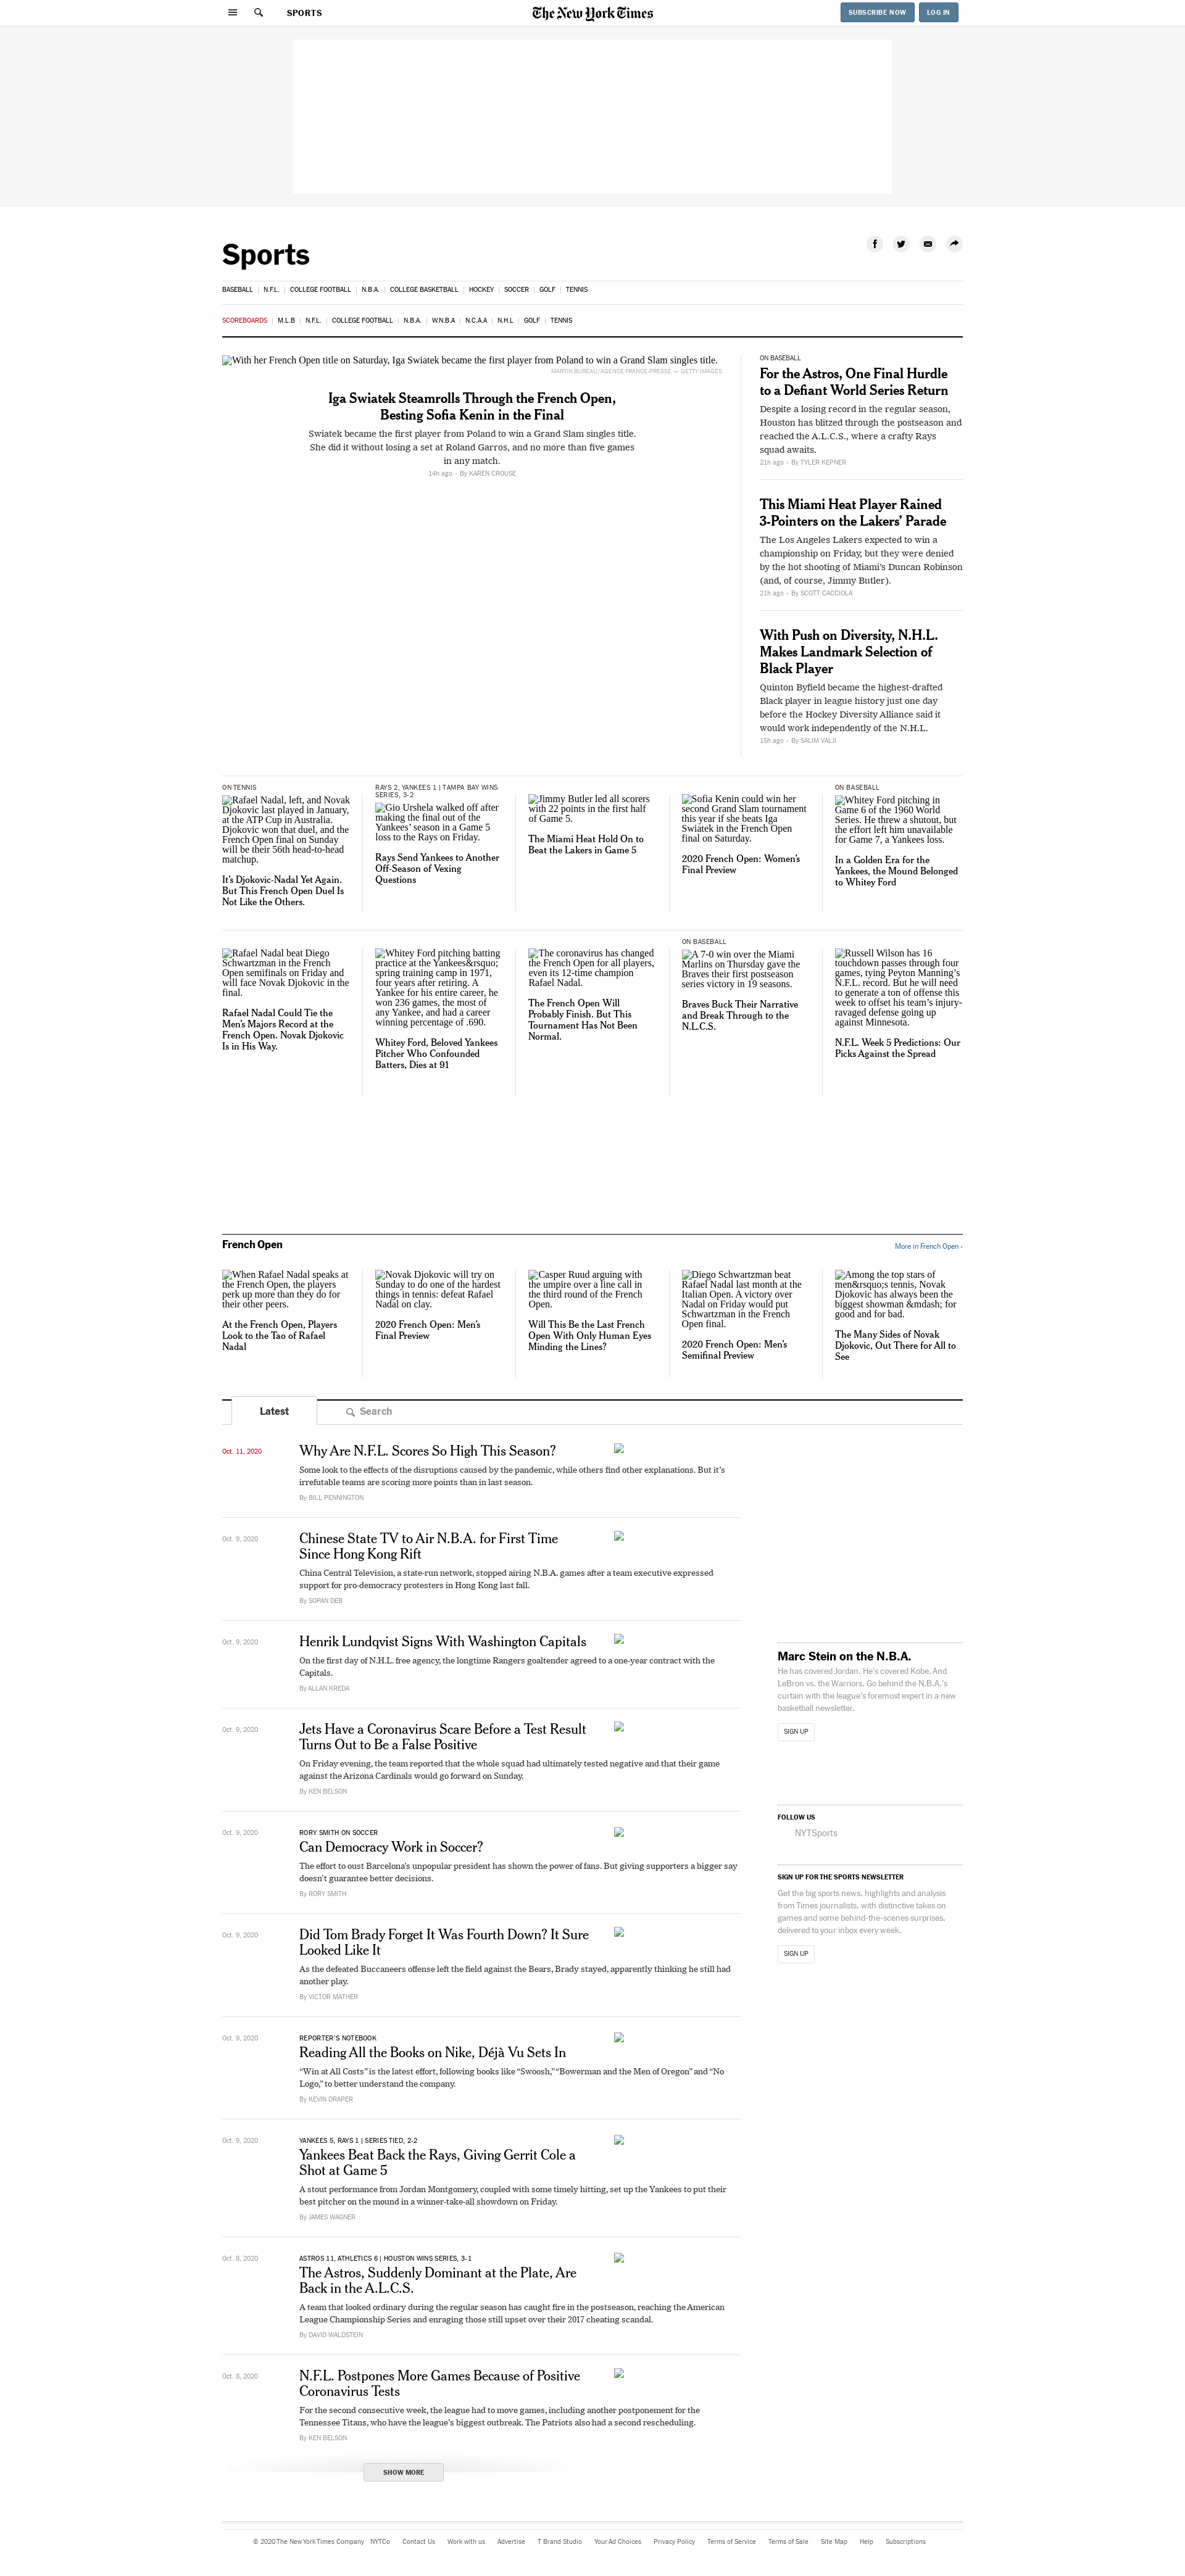 SPORTS
The New York Times
SUBSCRIBE NOW
LOG IN
Sports
BASEBALL | N.F.L. | COLLEGE FOOTBALL | N.B.A. | COLLEGE BASKETBALL | HOCKEY | SOCCER | GOLF | TENNIS
SCOREBOARDS | M.L.B | N.F.L. | COLLEGE FOOTBALL | N.B.A. | W.N.B.A | N.C.A.A | N.H.L | GOLF | TENNIS
With her French Open title on Saturday, Iga Swiatek became the first player from Poland to win a Grand Slam singles title.
MARTIN BUREAU/AGENCE FRANCE-PRESSE — GETTY IMAGES
Iga Swiatek Steamrolls Through the French Open,
Besting Sofia Kenin in the Final
Swiatek became the first player from Poland to win a Grand Slam singles title.
She did it without losing a set at Roland Garros, and no more than five games
in any match.
14h ago • By KAREN CROUSE
ON BASEBALL
For the Astros, One Final Hurdle
to a Defiant World Series Return
Despite a losing record in the regular season,
Houston has blitzed through the postseason and
reached the A.L.C.S., where a crafty Rays
squad awaits.
21h ago • By TYLER KEPNER
This Miami Heat Player Rained
3-Pointers on the Lakers’ Parade
The Los Angeles Lakers expected to win a
championship on Friday, but they were denied
by the hot shooting of Miami’s Duncan Robinson
(and, of course, Jimmy Butler).
21h ago • By SCOTT CACCIOLA
With Push on Diversity, N.H.L.
Makes Landmark Selection of
Black Player
Quinton Byfield became the highest-drafted
Black player in league history just one day
before the Hockey Diversity Alliance said it
would work independently of the N.H.L.
15h ago • By SALIM VALJI
ON TENNIS
Rafael Nadal, left, and Novak
Djokovic last played in January,
at the ATP Cup in Australia.
Djokovic won that duel, and the
French Open final on Sunday
will be their 56th head-to-head
matchup.
It’s Djokovic-Nadal Yet Again.
But This French Open Duel Is
Not Like the Others.
RAYS 2, YANKEES 1 | TAMPA BAY WINS
SERIES, 3-2
Gio Urshela walked off after
making the final out of the
Yankees’ season in a Game 5
loss to the Rays on Friday.
Rays Send Yankees to Another
Off-Season of Vexing
Questions
Jimmy Butler led all scorers
with 22 points in the first half
of Game 5.
The Miami Heat Hold On to
Beat the Lakers in Game 5
Sofia Kenin could win her
second Grand Slam tournament
this year if she beats Iga
Swiatek in the French Open
final on Saturday.
2020 French Open: Women’s
Final Preview
ON BASEBALL
Whitey Ford pitching in
Game 6 of the 1960 World
Series. He threw a shutout, but
the effort left him unavailable
for Game 7, a Yankees loss.
In a Golden Era for the
Yankees, the Mound Belonged
to Whitey Ford
Rafael Nadal beat Diego
Schwartzman in the French
Open semifinals on Friday and
will face Novak Djokovic in the
final.
Rafael Nadal Could Tie the
Men’s Majors Record at the
French Open. Novak Djokovic
Is in His Way.
Whitey Ford pitching batting
practice at the Yankees&rsquo;
spring training camp in 1971,
four years after retiring. A
Yankee for his entire career, he
won 236 games, the most of
any Yankee, and had a career
winning percentage of .690.
Whitey Ford, Beloved Yankees
Pitcher Who Confounded
Batters, Dies at 91
The coronavirus has changed
the French Open for all players,
even its 12-time champion
Rafael Nadal.
The French Open Will
Probably Finish. But This
Tournament Has Not Been
Normal.
ON BASEBALL
A 7-0 win over the Miami
Marlins on Thursday gave the
Braves their first postseason
series victory in 19 seasons.
Braves Buck Their Narrative
and Break Through to the
N.L.C.S.
Russell Wilson has 16
touchdown passes through four
games, tying Peyton Manning’s
N.F.L. record. But he will need
to generate a ton of offense this
week to offset his team’s injury-
ravaged defense going up
against Minnesota.
N.F.L. Week 5 Predictions: Our
Picks Against the Spread
French Open
More in French Open ›
When Rafael Nadal speaks at
the French Open, the players
perk up more than they do for
their other peers.
At the French Open, Players
Look to the Tao of Rafael
Nadal
Novak Djokovic will try on
Sunday to do one of the hardest
things in tennis: defeat Rafael
Nadal on clay.
2020 French Open: Men’s
Final Preview
Casper Ruud arguing with
the umpire over a line call in
the third round of the French
Open.
Will This Be the Last French
Open With Only Human Eyes
Minding the Lines?
Diego Schwartzman beat
Rafael Nadal last month at the
Italian Open. A victory over
Nadal on Friday would put
Schwartzman in the French
Open final.
2020 French Open: Men’s
Semifinal Preview
Among the top stars of
men&rsquo;s tennis, Novak
Djokovic has always been the
biggest showman &mdash; for
good and for bad.
The Many Sides of Novak
Djokovic, Out There for All to
See
Latest
Search
Oct. 11, 2020
Why Are N.F.L. Scores So High This Season?
Some look to the effects of the disruptions caused by the pandemic, while others find other explanations. But it’s
irrefutable teams are scoring more points than in last season.
By BILL PENNINGTON
Oct. 9, 2020
Chinese State TV to Air N.B.A. for First Time
Since Hong Kong Rift
China Central Television, a state-run network, stopped airing N.B.A. games after a team executive expressed
support for pro-democracy protesters in Hong Kong last fall.
By SOPAN DEB
Oct. 9, 2020
Henrik Lundqvist Signs With Washington Capitals
On the first day of N.H.L. free agency, the longtime Rangers goaltender agreed to a one-year contract with the
Capitals.
By ALLAN KREDA
Oct. 9, 2020
Jets Have a Coronavirus Scare Before a Test Result
Turns Out to Be a False Positive
On Friday evening, the team reported that the whole squad had ultimately tested negative and that their game
against the Arizona Cardinals would go forward on Sunday.
By KEN BELSON
Oct. 9, 2020
RORY SMITH ON SOCCER
Can Democracy Work in Soccer?
The effort to oust Barcelona’s unpopular president has shown the power of fans. But giving supporters a bigger say
doesn’t guarantee better decisions.
By RORY SMITH
Oct. 9, 2020
Did Tom Brady Forget It Was Fourth Down? It Sure
Looked Like It
As the defeated Buccaneers offense left the field against the Bears, Brady stayed, apparently thinking he still had
another play.
By VICTOR MATHER
Oct. 9, 2020
REPORTER’S NOTEBOOK
Reading All the Books on Nike, Déjà Vu Sets In
“Win at All Costs” is the latest effort, following books like “Swoosh,” “Bowerman and the Men of Oregon” and “No
Logo,” to better understand the company.
By KEVIN DRAPER
Oct. 9, 2020
YANKEES 5, RAYS 1 | SERIES TIED, 2-2
Yankees Beat Back the Rays, Giving Gerrit Cole a
Shot at Game 5
A stout performance from Jordan Montgomery, coupled with some timely hitting, set up the Yankees to put their
best pitcher on the mound in a winner-take-all showdown on Friday.
By JAMES WAGNER
Oct. 8, 2020
ASTROS 11, ATHLETICS 6 | HOUSTON WINS SERIES, 3-1
The Astros, Suddenly Dominant at the Plate, Are
Back in the A.L.C.S.
A team that looked ordinary during the regular season has caught fire in the postseason, reaching the American
League Championship Series and enraging those still upset over their 2017 cheating scandal.
By DAVID WALDSTEIN
Oct. 8, 2020
N.F.L. Postpones More Games Because of Positive
Coronavirus Tests
For the second consecutive week, the league had to move games, including another postponement for the
Tennessee Titans, who have the league’s biggest outbreak. The Patriots also had a second rescheduling.
By KEN BELSON
SHOW MORE
Marc Stein on the N.B.A.
He has covered Jordan. He’s covered Kobe. And
LeBron vs. the Warriors. Go behind the N.B.A.’s
curtain with the league’s foremost expert in a new
basketball newsletter.
SIGN UP
FOLLOW US
NYTSports
SIGN UP FOR THE SPORTS NEWSLETTER
Get the big sports news, highlights and analysis
from Times journalists, with distinctive takes on
games and some behind-the-scenes surprises,
delivered to your inbox every week.
SIGN UP
© 2020 The New York Times Company NYTCo Contact Us Work with us Advertise T Brand Studio Your Ad Choices Privacy Policy Terms of Service Terms of Sale Site Map Help Subscriptions